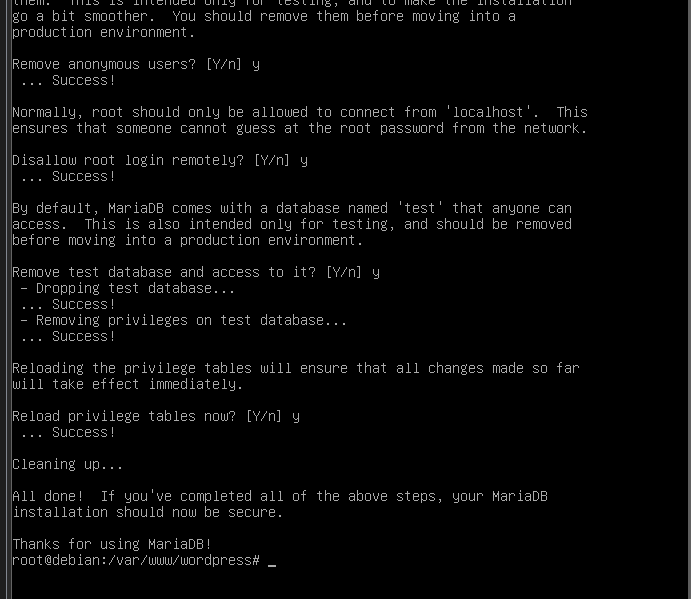 them.  This is intended only for testing, and to make the installation
go a bit smoother.  You should remove them before moving into a
production environment.
Remove anonymous users? [Y/n] y
 ... Success!
Normally, root should only be allowed to connect from 'localhost'.  This
ensures that someone cannot guess at the root password from the network.
Disallow root login remotely? [Y/n] y
 ... Success!
By default, MariaDB comes with a database named 'test' that anyone can
access.  This is also intended only for testing, and should be removed
before moving into a production environment.
Remove test database and access to it? [Y/n] y
 - Dropping test database...
 ... Success!
 - Removing privileges on test database...
 ... Success!
Reloading the privilege tables will ensure that all changes made so far
will take effect immediately.
Reload privilege tables now? [Y/n] y
 ... Success!
Cleaning up...
All done!  If you've completed all of the above steps, your MariaDB
installation should now be secure.
Thanks for using MariaDB!
root@debian:/var/www/wordpress# _